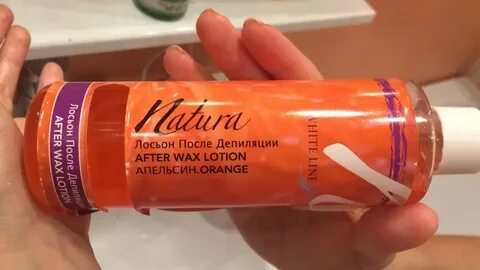 Лосьон После Депиляции
AFTER WAX LOTION
Natura
Лосьон После Депиляции
AFTER WAX LOTION
АПЕЛЬСИН.ORANGE
WHITE LINE